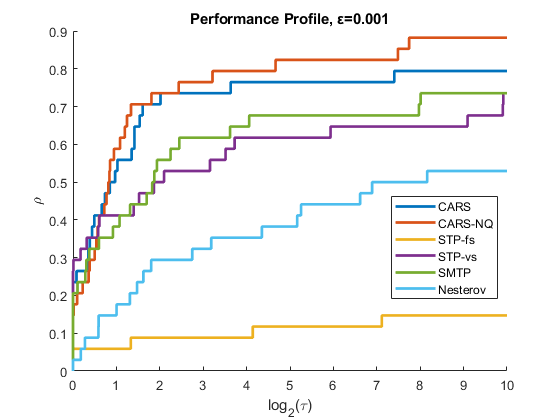 Performance Profile, ε=0.001
0.9
0.8
0.7
0.6
0.5
0.4
0.3
0.2
0.1
0
ρ
CARS
CARS-NQ
STP-fs
STP-vs
SMTP
Nesterov
0 1 2 3 4 5 6 7 8 9 10
log₂(τ)